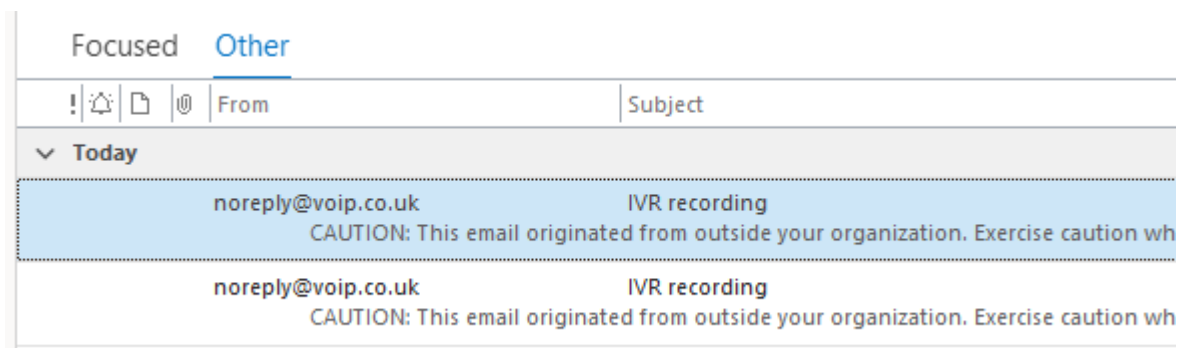 Focused Other
! From Subject
Today
noreply@voip.co.uk IVR recording
CAUTION: This email originated from outside your organization. Exercise caution wh
noreply@voip.co.uk IVR recording
CAUTION: This email originated from outside your organization. Exercise caution wh